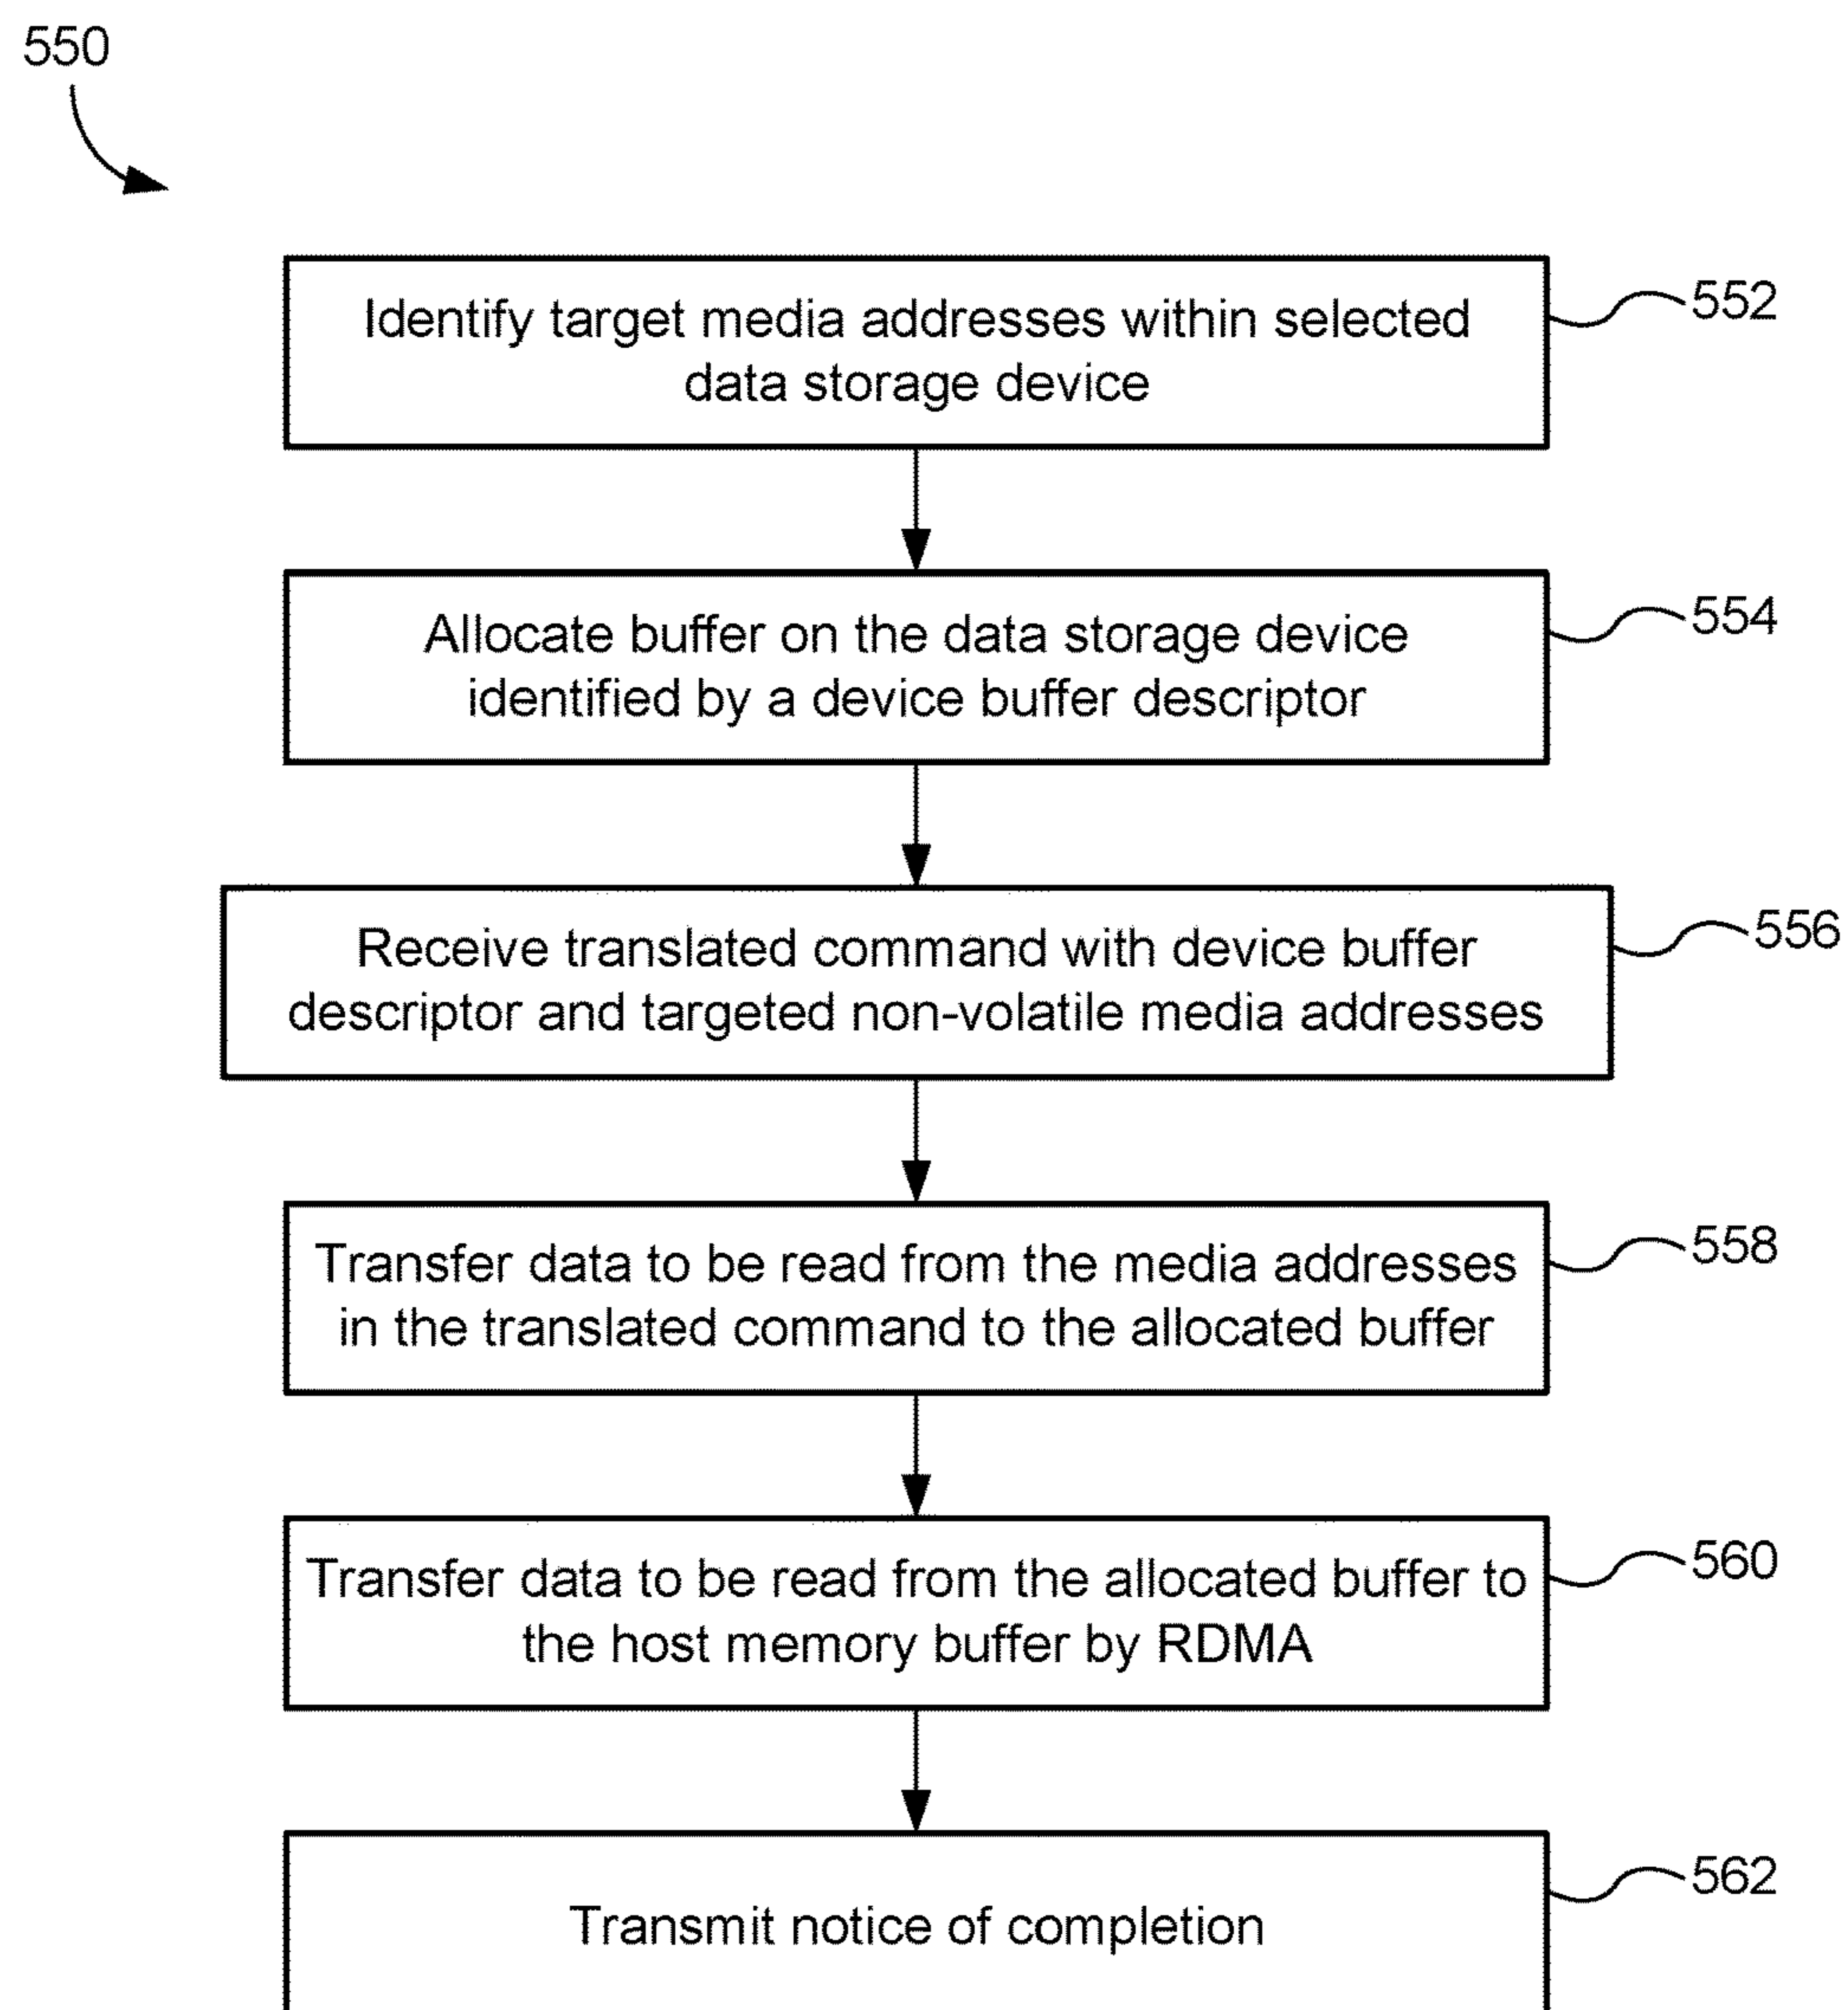 550
Identify target media addresses within selected
data storage device
552
Allocate buffer on the data storage device
identified by a device buffer descriptor
554
Receive translated command with device buffer
descriptor and targeted non-volatile media addresses
556
Transfer data to be read from the media addresses
in the translated command to the allocated buffer
558
Transfer data to be read from the allocated buffer to
the host memory buffer by RDMA
560
Transmit notice of completion
562